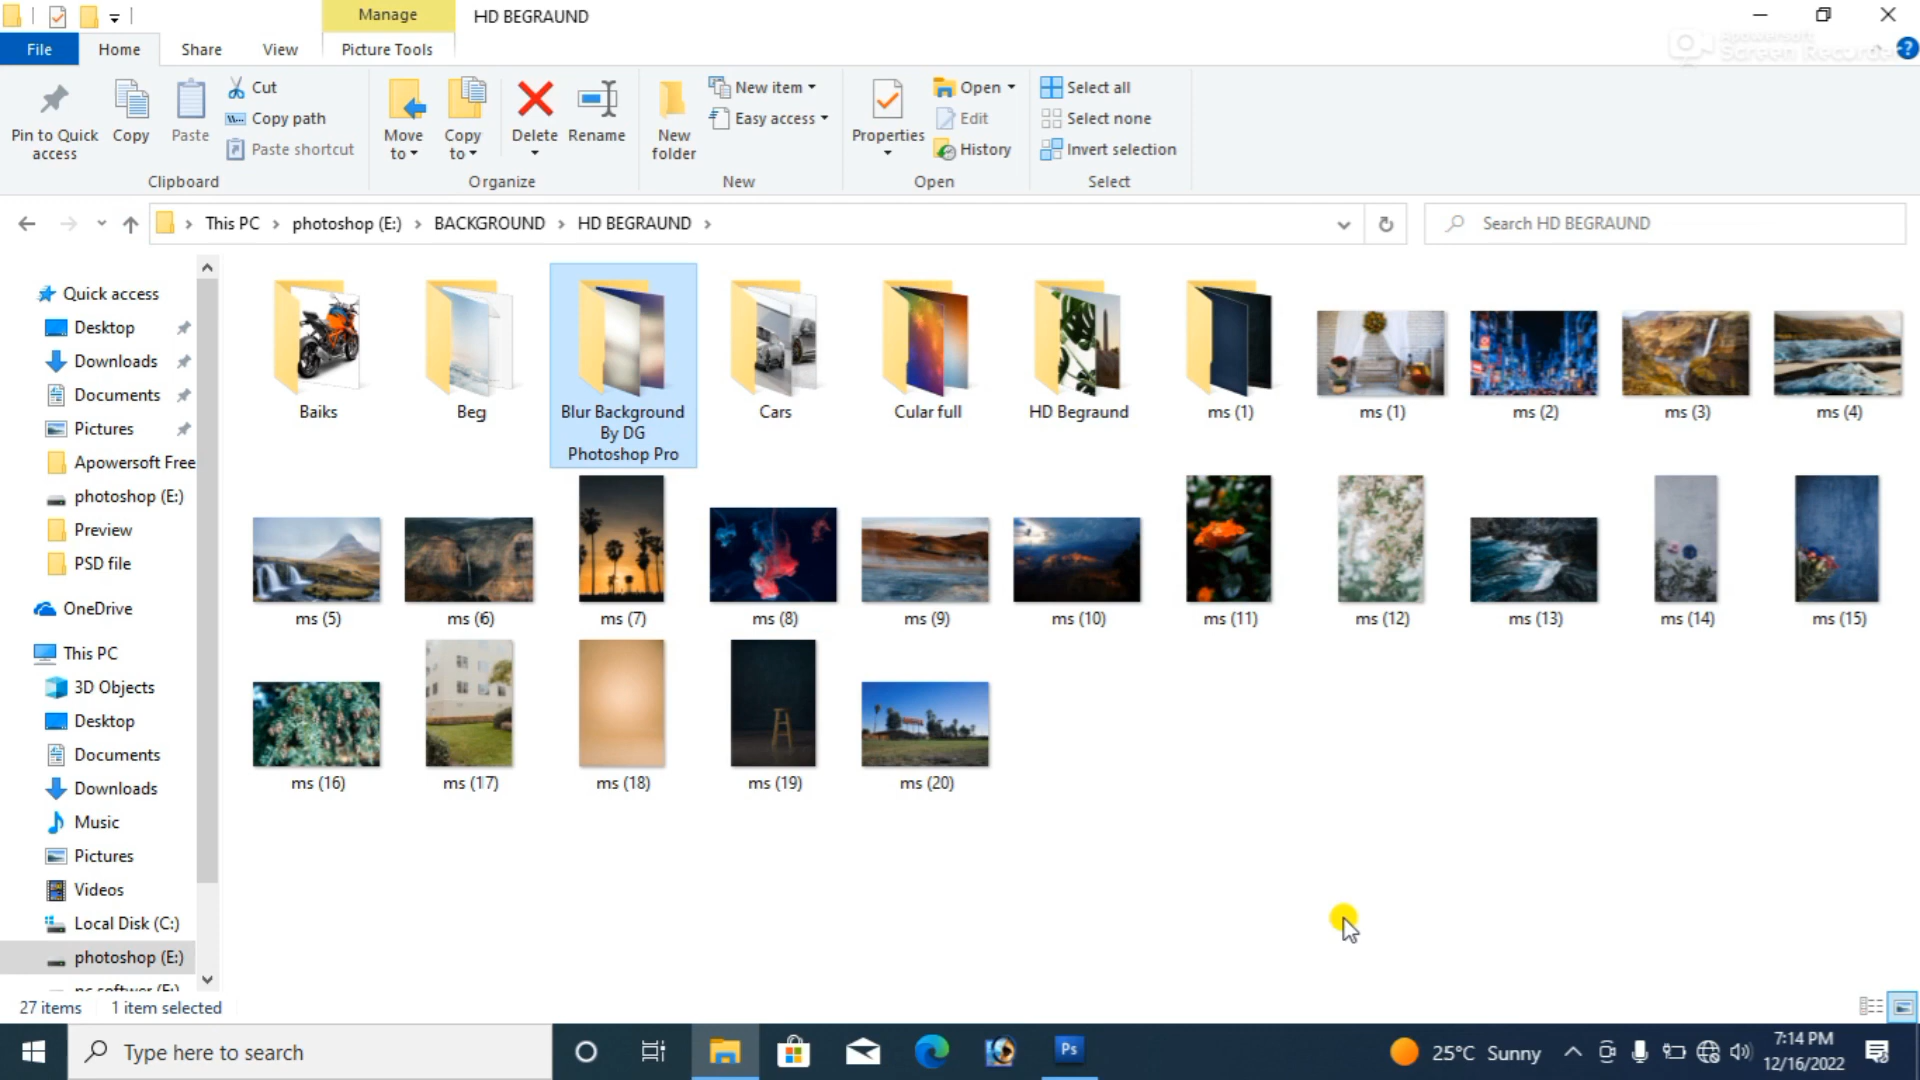 Manage
HD BEGRAUND
File
Home
Share
View
Picture Tools
Apowersoft
Screen Recorder
Pin to Quick
access
Copy
Paste
Cut
Copy path
Paste shortcut
Clipboard
Move
to
Copy
to
Delete
Rename
Organize
New
folder
New item
Easy access
New
Properties
Open
Edit
History
Open
Select all
Select none
Invert selection
Select
This PC
photoshop (E:)
BACKGROUND
HD BEGRAUND
Search HD BEGRAUND
Quick access
Desktop
Downloads
Documents
Pictures
Apowersoft Free
photoshop (E:)
Preview
PSD file
OneDrive
This PC
3D Objects
Desktop
Documents
Downloads
Music
Pictures
Videos
Local Disk (C:)
photoshop (E:)
Baiks
Beg
Blur Background
By DG
Photoshop Pro
Cars
Cular full
HD Begraund
ms (1)
ms (1)
ms (2)
ms (3)
ms (4)
ms (5)
ms (6)
ms (7)
ms (8)
ms (9)
ms (10)
ms (11)
ms (12)
ms (13)
ms (14)
ms (15)
ms (16)
ms (17)
ms (18)
ms (19)
ms (20)
27 items
1 item selected
Type here to search
Ps
25°C Sunny
7:14 PM
12/16/2022